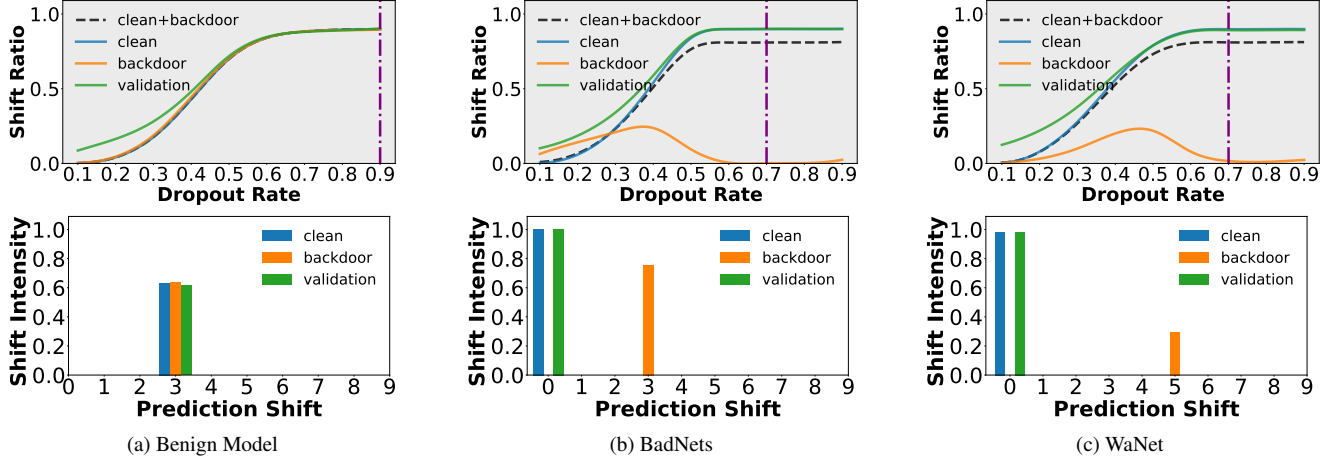 Shift Ratio
1.0
0.5
0.0
clean+backdoor
clean
backdoor
validation
0.1 0.2 0.3 0.4 0.5 0.6 0.7 0.8 0.9
Dropout Rate
Shift Ratio
1.0
0.5
0.0
clean+backdoor
clean
backdoor
validation
0.1 0.2 0.3 0.4 0.5 0.6 0.7 0.8 0.9
Dropout Rate
Shift Ratio
1.0
0.5
0.0
clean+backdoor
clean
backdoor
validation
0.1 0.2 0.3 0.4 0.5 0.6 0.7 0.8 0.9
Dropout Rate
Shift Intensity
1.0
0.8
0.6
0.4
0.2
0.0
clean
backdoor
validation
0 1 2 3 4 5 6 7 8 9
Prediction Shift
(a) Benign Model
Shift Intensity
1.0
0.8
0.6
0.4
0.2
0.0
clean
backdoor
validation
0 1 2 3 4 5 6 7 8 9
Prediction Shift
(b) BadNets
Shift Intensity
1.0
0.8
0.6
0.4
0.2
0.0
clean
backdoor
validation
0 1 2 3 4 5 6 7 8 9
Prediction Shift
(c) WaNet